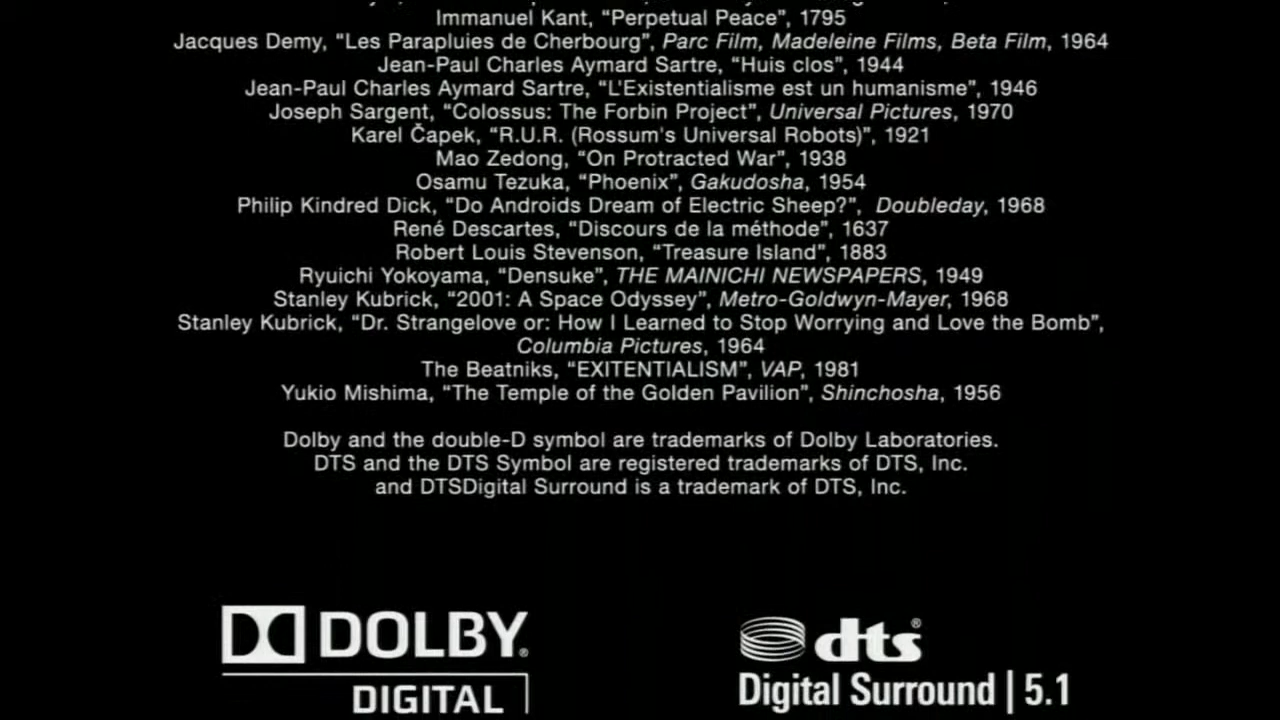 Immanuel Kant, “Perpetual Peace”, 1795
Jacques Demy, “Les Parapluies de Cherbourg”, Parc Film, Madeleine Films, Beta Film, 1964
Jean-Paul Charles Aymard Sartre, “Huis clos”, 1944
Jean-Paul Charles Aymard Sartre, “L'Existentialisme est un humanisme”, 1946
Joseph Sargent, “Colossus: The Forbin Project”, Universal Pictures, 1970
Karel Čapek, “R.U.R. (Rossum's Universal Robots)”, 1921
Mao Zedong, “On Protracted War”, 1938
Osamu Tezuka, “Phoenix”, Gakudosha, 1954
Philip Kindred Dick, “Do Androids Dream of Electric Sheep?”, Doubleday, 1968
René Descartes, “Discours de la méthode”, 1637
Robert Louis Stevenson, “Treasure Island”, 1883
Ryuichi Yokoyama, “Densuke”, THE MAINICHI NEWSPAPERS, 1949
Stanley Kubrick, “2001: A Space Odyssey”, Metro-Goldwyn-Mayer, 1968
Stanley Kubrick, “Dr. Strangelove or: How I Learned to Stop Worrying and Love the Bomb”,
Columbia Pictures, 1964
The Beatniks, “EXITENTIALISM”, VAP, 1981
Yukio Mishima, “The Temple of the Golden Pavilion”, Shinchosha, 1956
Dolby and the double-D symbol are trademarks of Dolby Laboratories.
DTS and the DTS Symbol are registered trademarks of DTS, Inc.
and DTSDigital Surround is a trademark of DTS, Inc.
DOLBY®
DIGITAL
dts®
Digital Surround | 5.1